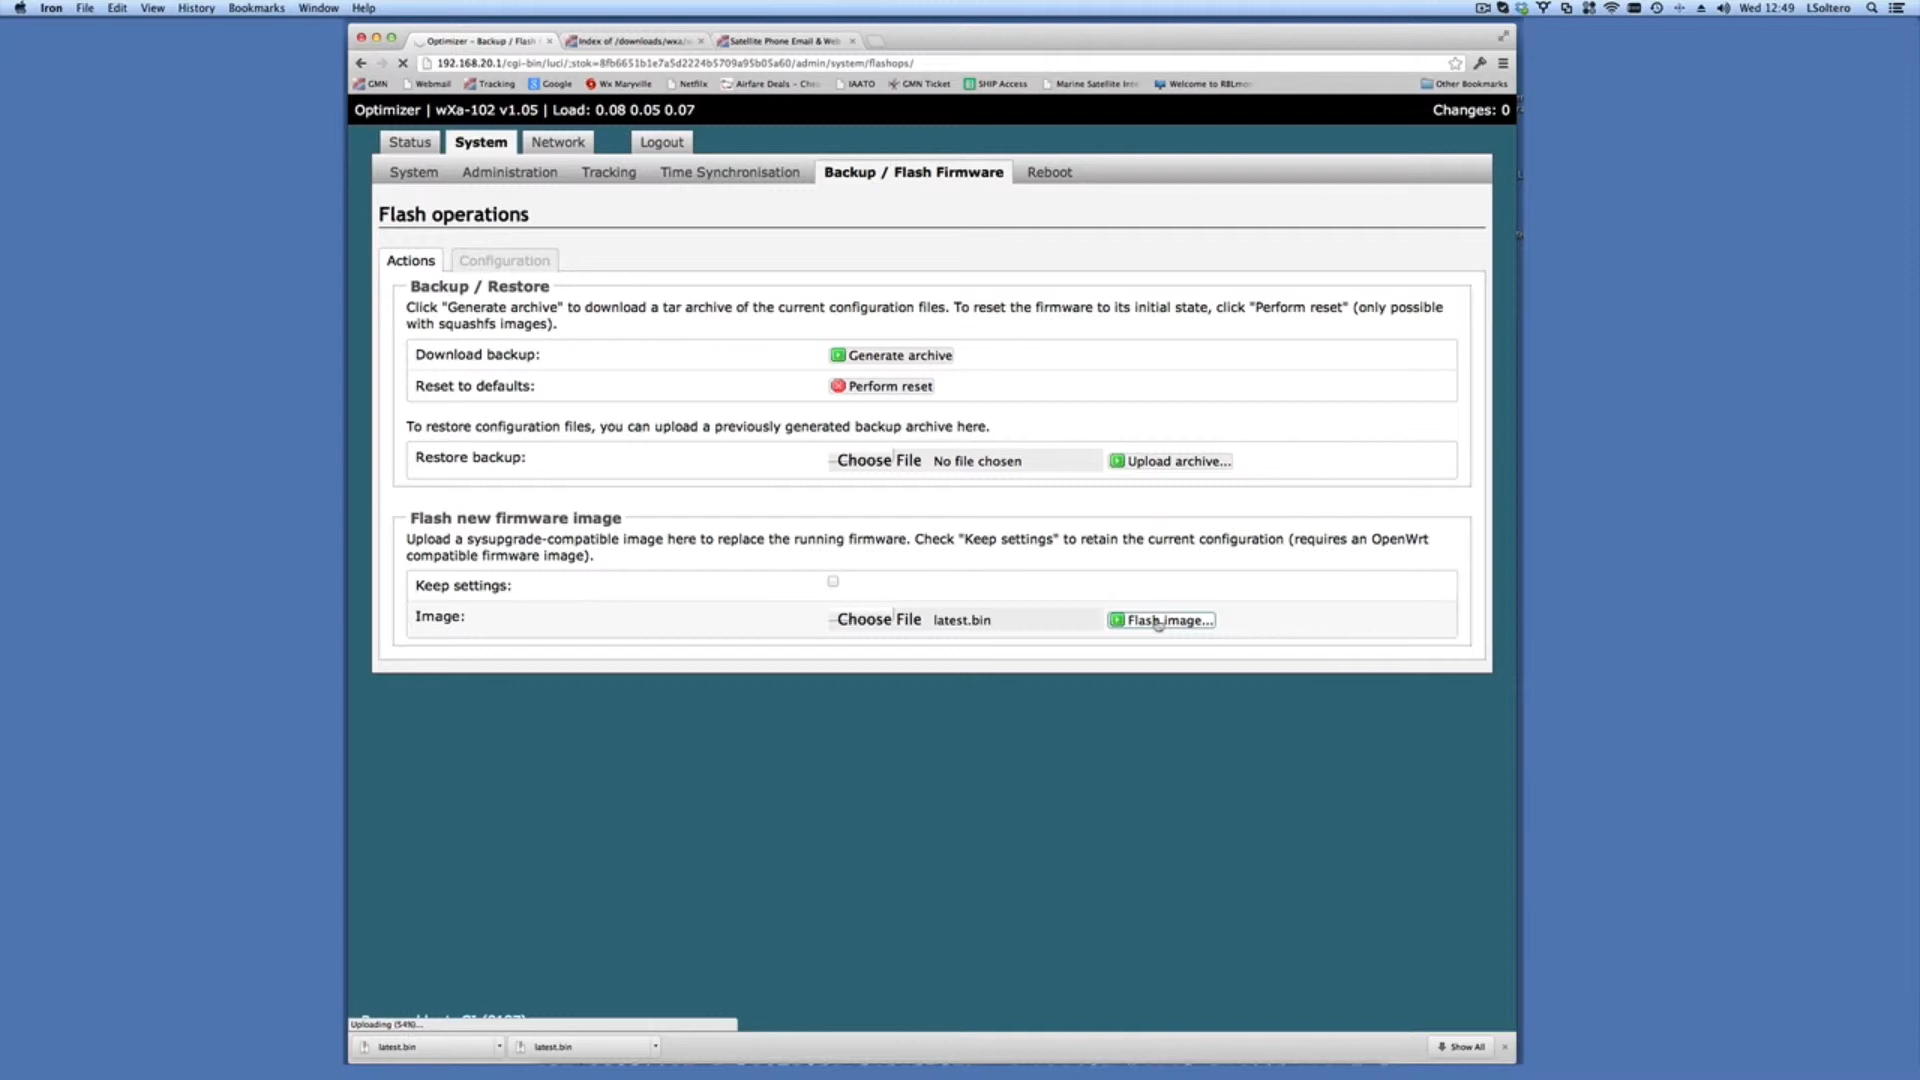 Iron File Edit View History Bookmarks Window Help Wed 12:49 LSoltero
Optimizer - Backup / Flash Index of /downloads/wxa/ Satellite Phone Email & Web
192.168.20.1/cgi-bin/luci/;stok=8fb6651b1e7a5d2224b5709a95b05a60/admin/system/flashops/
GMN Webmail Tracking Google Wx Maryville Netflix Airfare Deals - Che IAATO GMN Ticket SHIP Access Marine Satellite Inte Welcome to RBLmo Other Bookmarks
Optimizer | wXa-102 v1.05 | Load: 0.08 0.05 0.07 Changes: 0
Status System Network Logout
System Administration Tracking Time Synchronisation Backup / Flash Firmware Reboot
Flash operations
Actions Configuration
Backup / Restore
Click "Generate archive" to download a tar archive of the current configuration files. To reset the firmware to its initial state, click "Perform reset" (only possible
with squashfs images).
Download backup: Generate archive
Reset to defaults: Perform reset
To restore configuration files, you can upload a previously generated backup archive here.
Restore backup: Choose File No file chosen Upload archive...
Flash new firmware image
Upload a sysupgrade-compatible image here to replace the running firmware. Check "Keep settings" to retain the current configuration (requires an OpenWrt
compatible firmware image).
Keep settings:
Image: Choose File latest.bin Flash image...
Uploading (54%)...
latest.bin latest.bin Show All